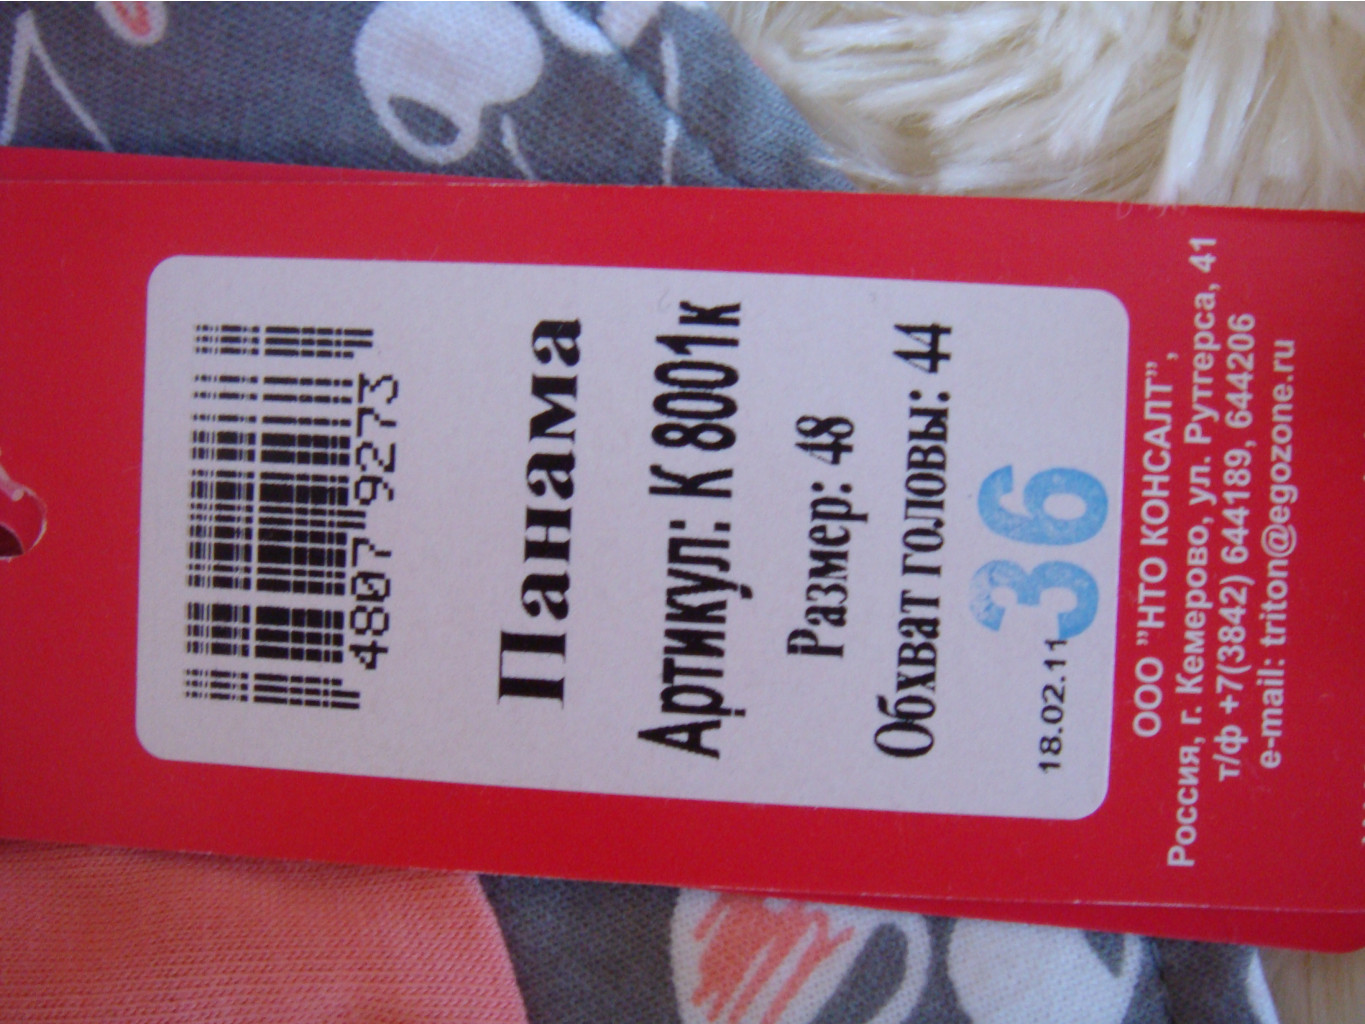 4807 9273
Панама
Артикул: К 8001к
Размер: 48
Обхват головы: 44
36
18.02.11
ООО "НТО КОНСАЛТ",
Россия, г. Кемерово, ул. Рутгерса, 41
т/ф +7(3842) 644189, 644206
e-mail: triton@egozone.ru